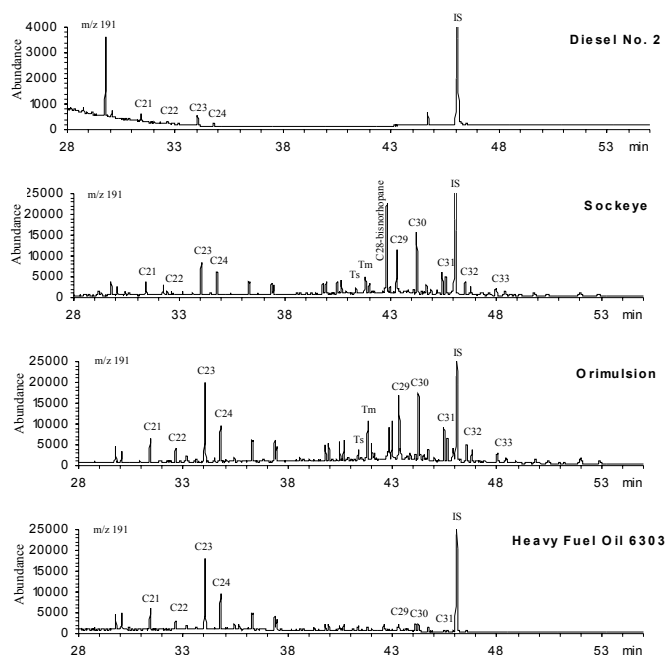 m/z 191
IS
Diesel No. 2
Abundance
4000
3000
2000
1000
0
C21
C22
C23
C24
28
33
38
43
48
53
min
m/z 191
IS
Sockeye
Abundance
25000
20000
15000
10000
5000
0
C21
C22
C23
C24
Ts
Tm
C28-bisnorhopane
C29
C30
C31
C32
C33
28
33
38
43
48
53
min
m/z 191
IS
Orimulsion
Abundance
25000
20000
15000
10000
5000
0
C21
C22
C23
C24
Ts
Tm
C29
C30
C31
C32
C33
28
33
38
43
48
53
min
m/z 191
IS
Heavy Fuel Oil 6303
Abundance
25000
20000
15000
10000
5000
0
C21
C22
C23
C24
C29
C30
C31
28
33
38
43
48
53
min